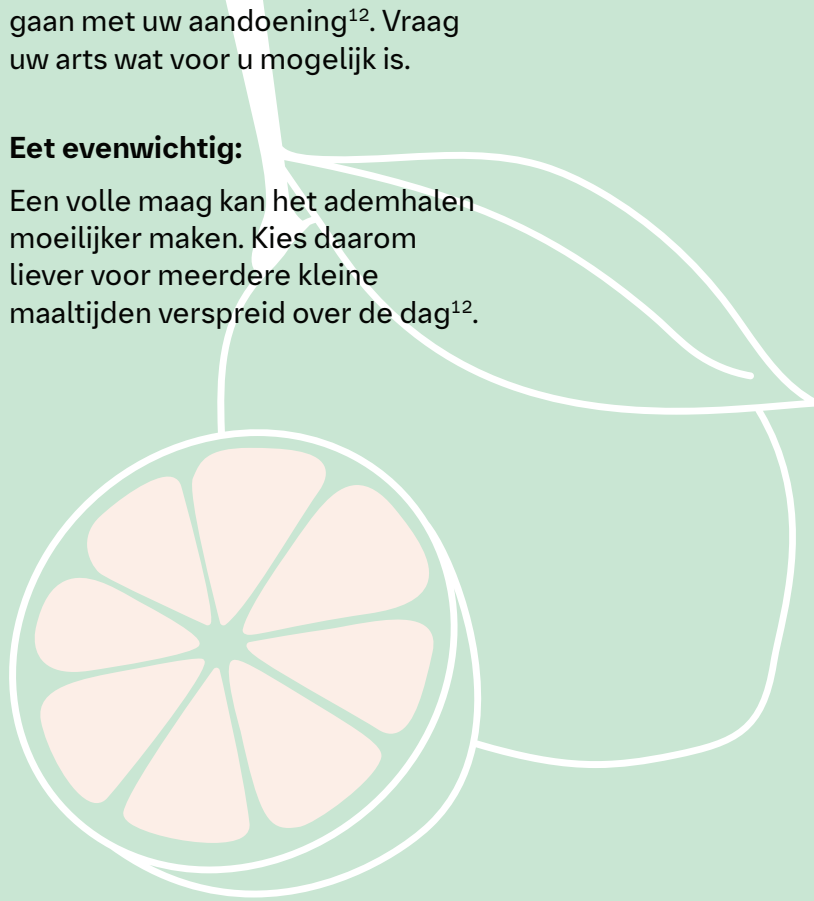 gaan met uw aandoening¹². Vraag
uw arts wat voor u mogelijk is.
Eet evenwichtig:
Een volle maag kan het ademhalen
moeilijker maken. Kies daarom
liever voor meerdere kleine
maaltijden verspreid over de dag¹².